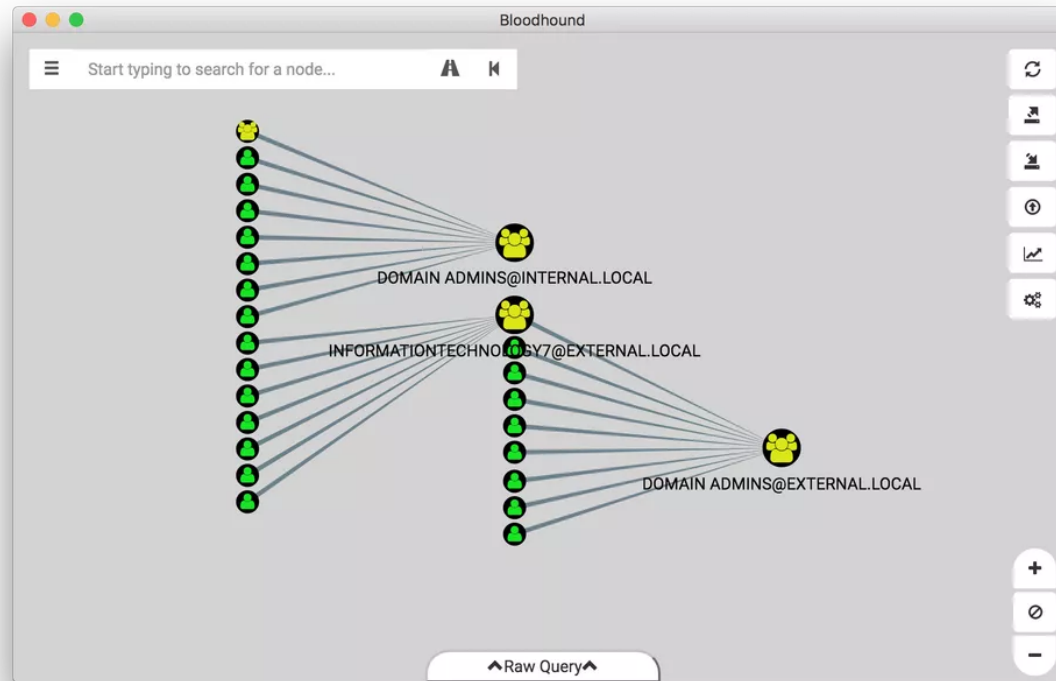 Bloodhound
Start typing to search for a node...
DOMAIN ADMINS@INTERNAL.LOCAL
INFORMATIONTECHNOLOGY7@EXTERNAL.LOCAL
DOMAIN ADMINS@EXTERNAL.LOCAL
Raw Query